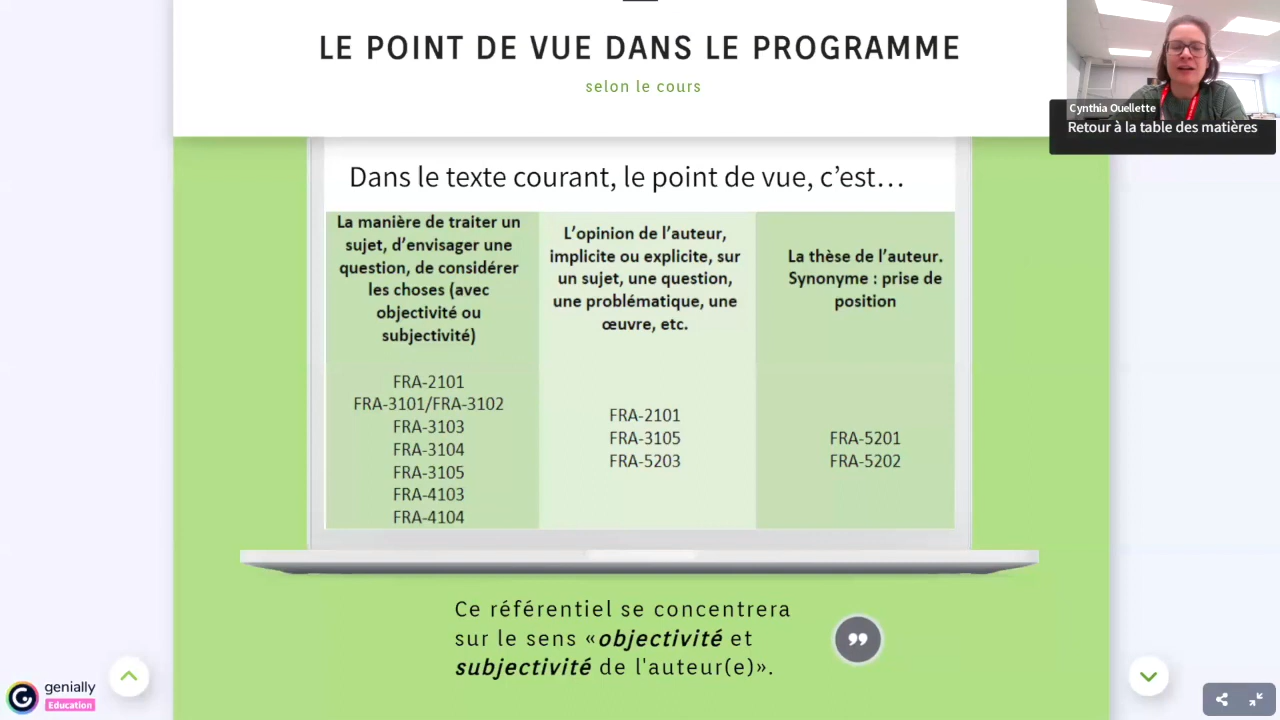 LE POINT DE VUE DANS LE PROGRAMME
selon le cours
Cynthia Ouellette
Retour à la table des matières
Dans le texte courant, le point de vue, c'est…
La manière de traiter un
sujet, d'envisager une
question, de considérer
les choses (avec
objectivité ou
subjectivité)
FRA-2101
FRA-3101/FRA-3102
FRA-3103
FRA-3104
FRA-3105
FRA-4103
FRA-4104
L'opinion de l'auteur,
implicite ou explicite, sur
un sujet, une question,
une problématique, une
œuvre, etc.
FRA-2101
FRA-3105
FRA-5203
La thèse de l'auteur.
Synonyme : prise de
position
FRA-5201
FRA-5202
Ce référentiel se concentrera
sur le sens «objectivité et
subjectivité de l'auteur(e)».
genially
Education